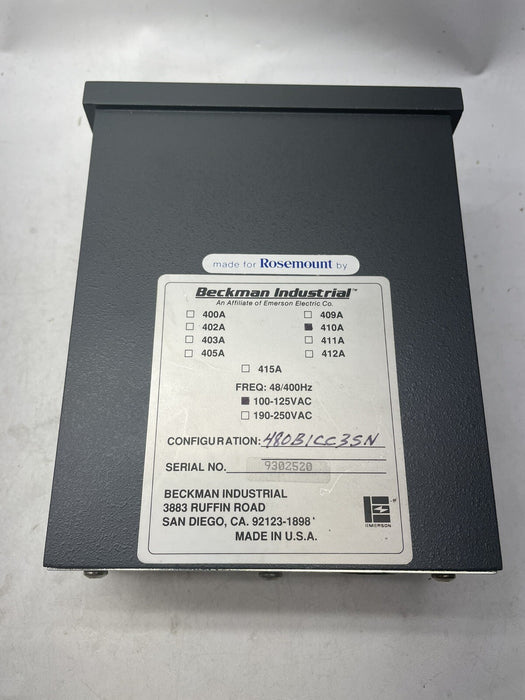 made for Rosemount by
Beckman Industrial™
An Affiliate of Emerson Electric Co.
☐ 400A ☐ 409A
☐ 402A ■ 410A
☐ 403A ☐ 411A
☐ 405A ☐ 412A
☐ 415A
FREQ: 48/400Hz
■ 100-125VAC
☐ 190-250VAC
CONFIGURATION: 480B1CC3SN
SERIAL NO. 9302520
BECKMAN INDUSTRIAL
3883 RUFFIN ROAD
SAN DIEGO, CA. 92123-1898
MADE IN U.S.A.
EMERSON